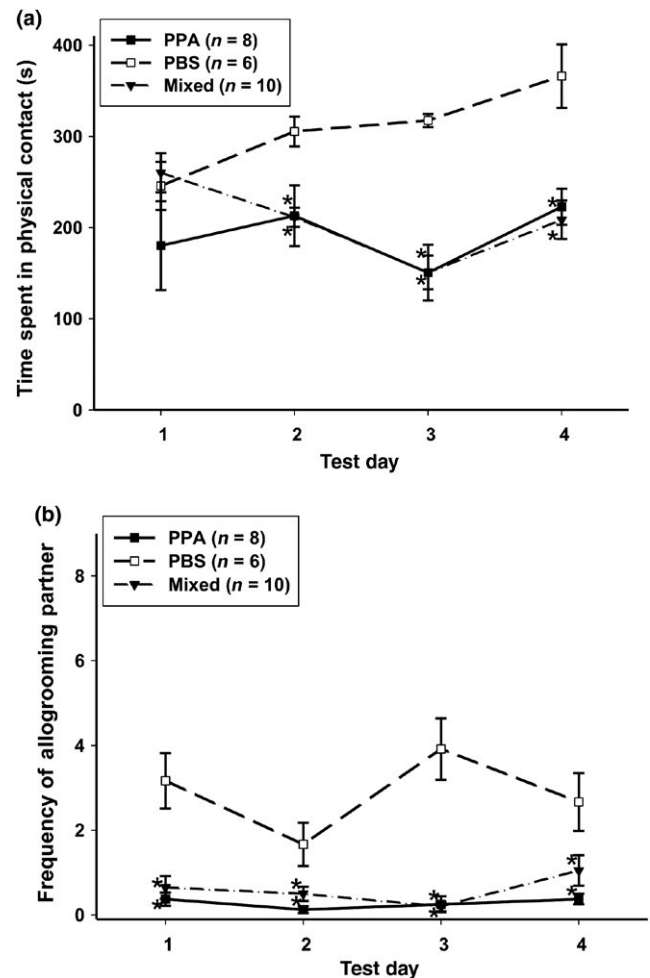 (a)
PPA (n = 8)
PBS (n = 6)
Mixed (n = 10)
Time spent in physical contact (s)
400
300
200
100
0
* * * * * *
1 2 3 4
Test day
(b)
PPA (n = 8)
PBS (n = 6)
Mixed (n = 10)
Frequency of allogrooming partner
8
6
4
2
0
* * * * * * * *
1 2 3 4
Test day